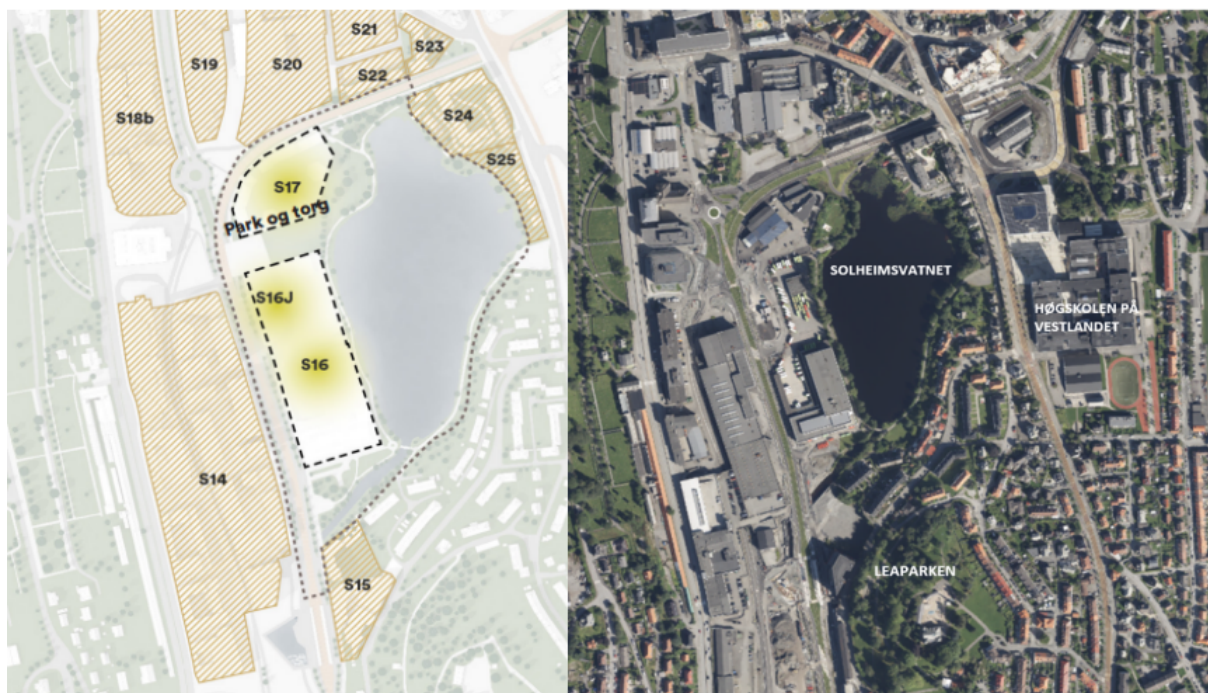 S21
S23
S19
S20
S22
S18b
S24
S25
S17
Park og torg
S16J
S16
S14
S15
SOLHEIMSVATNET
HØGSKOLEN PÅ
VESTLANDET
LEAPARKEN